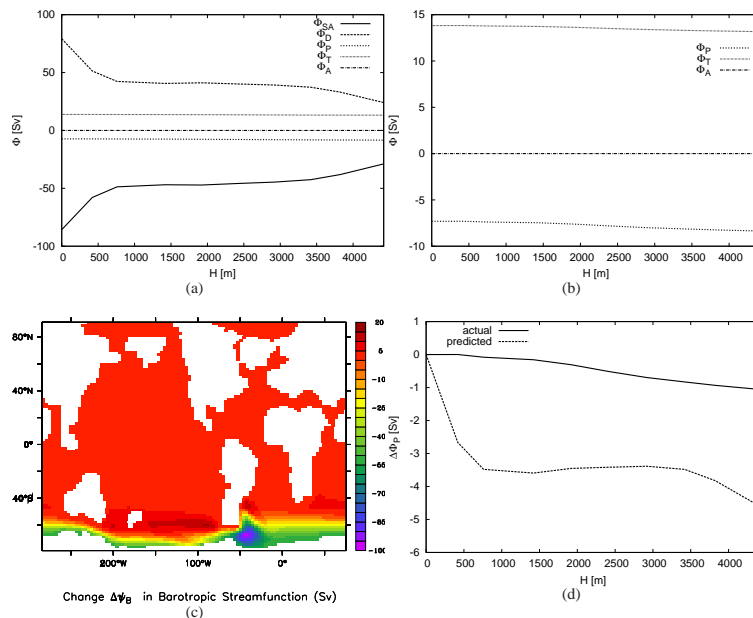 100
50
0
-50
-100
Φ [Sv]
Φ_SA
Φ_D
Φ_P
Φ_T
Φ_A
0 500 1000 1500 2000 2500 3000 3500 4000
H [m]
(a)
15
10
5
0
-5
-10
Φ [Sv]
Φ_P
Φ_T
Φ_A
0 500 1000 1500 2000 2500 3000 3500 4000
H [m]
(b)
80°N
40°N
0°
200°W 100°W 0°
20
5
-10
-25
-40
-55
-70
-85
-100
Change Δψ_B in Barotropic Streamfunction (Sv)
(c)
1
0
-1
-2
-3
-4
-5
-6
ΔΦ_P [Sv]
actual
predicted
0 500 1000 1500 2000 2500 3000 3500 4000
H [m]
(d)